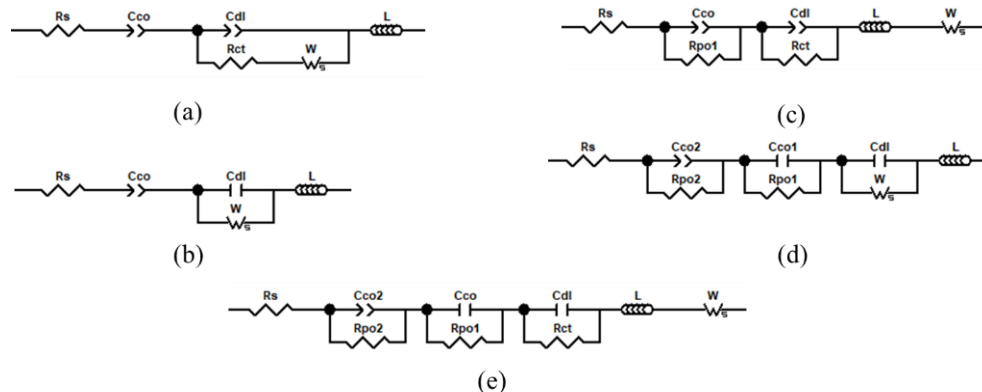 Rs Cco Cdl L
Rct W
s
(a)
Rs Cco Cdl L W
Rpo1 Rct s
(c)
Rs Cco Cdl L
W
s
(b)
Rs Cco2 Cco1 Cdl L
Rpo2 Rpo1 W
s
(d)
Rs Cco2 Cco Cdl L W
Rpo2 Rpo1 Rct s
(e)